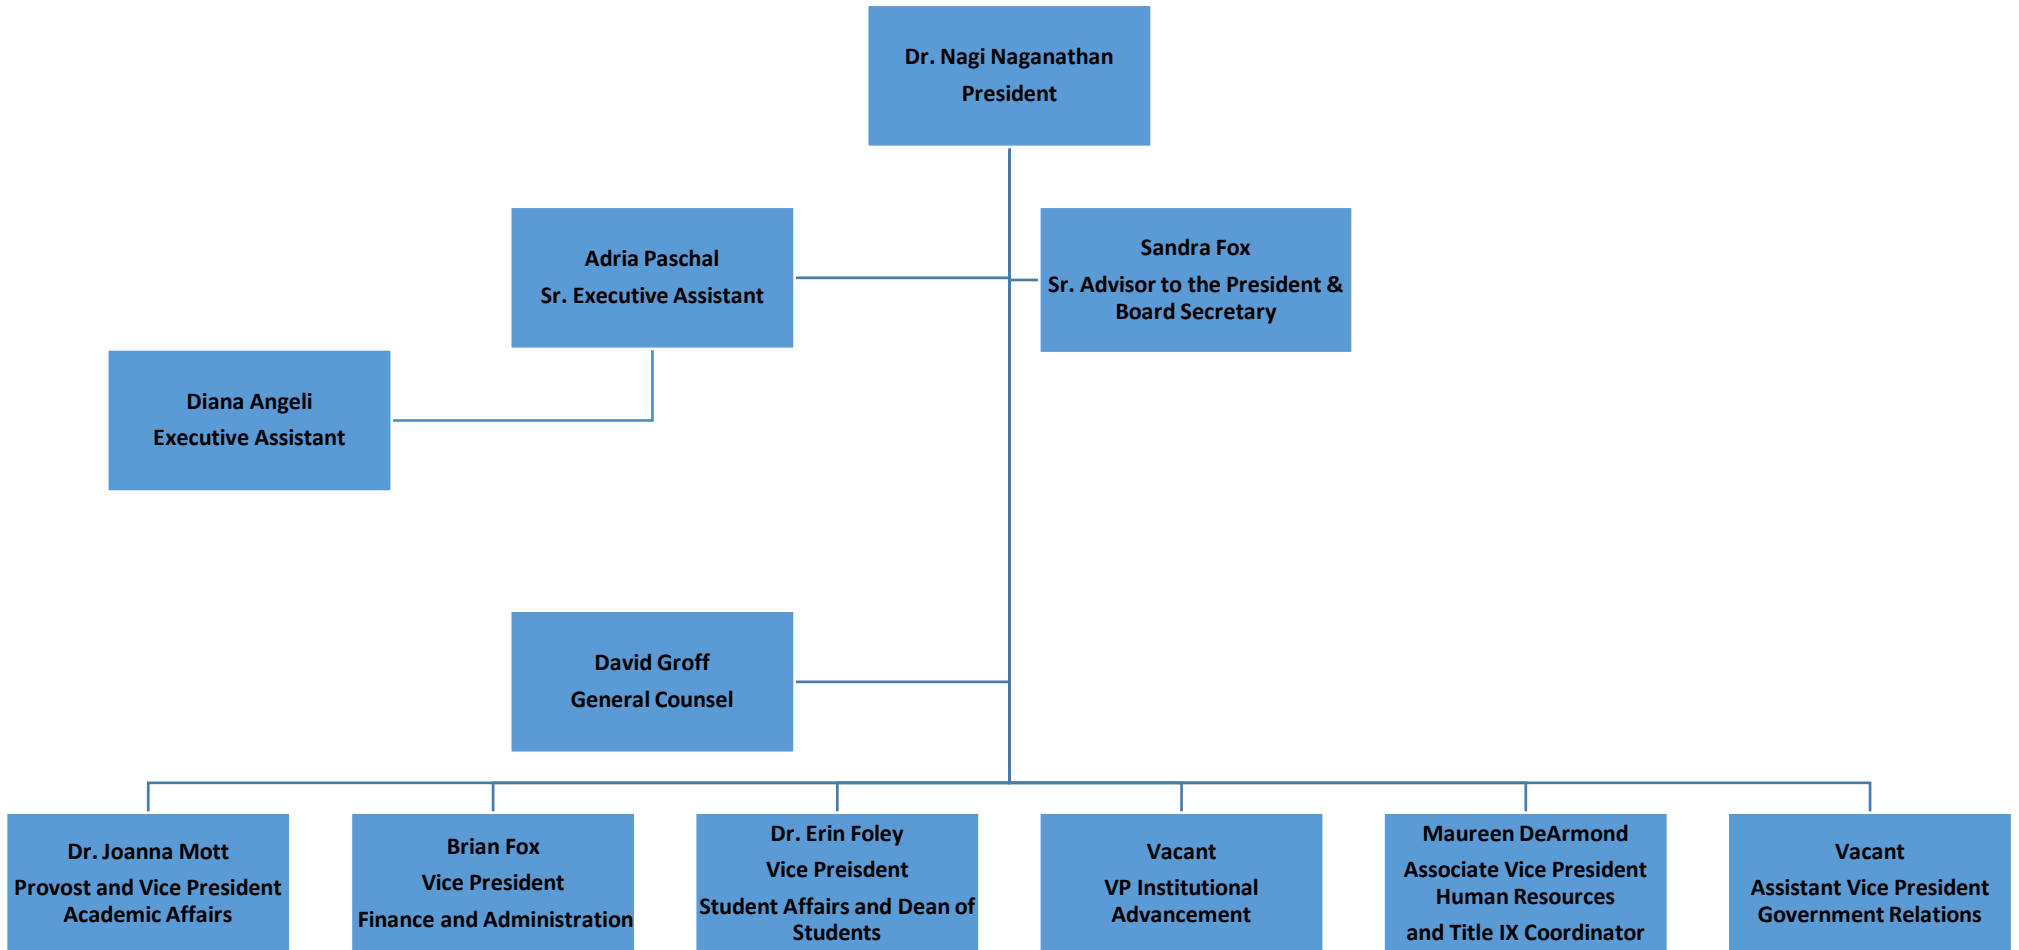 Dr. Nagi Naganathan
President
Adria Paschal
Sr. Executive Assistant
Sandra Fox
Sr. Advisor to the President &
Board Secretary
Diana Angeli
Executive Assistant
David Groff
General Counsel
Dr. Joanna Mott
Provost and Vice President
Academic Affairs
Brian Fox
Vice President
Finance and Administration
Dr. Erin Foley
Vice Preisdent
Student Affairs and Dean of
Students
Vacant
VP Institutional
Advancement
Maureen DeArmond
Associate Vice President
Human Resources
and Title IX Coordinator
Vacant
Assistant Vice President
Government Relations